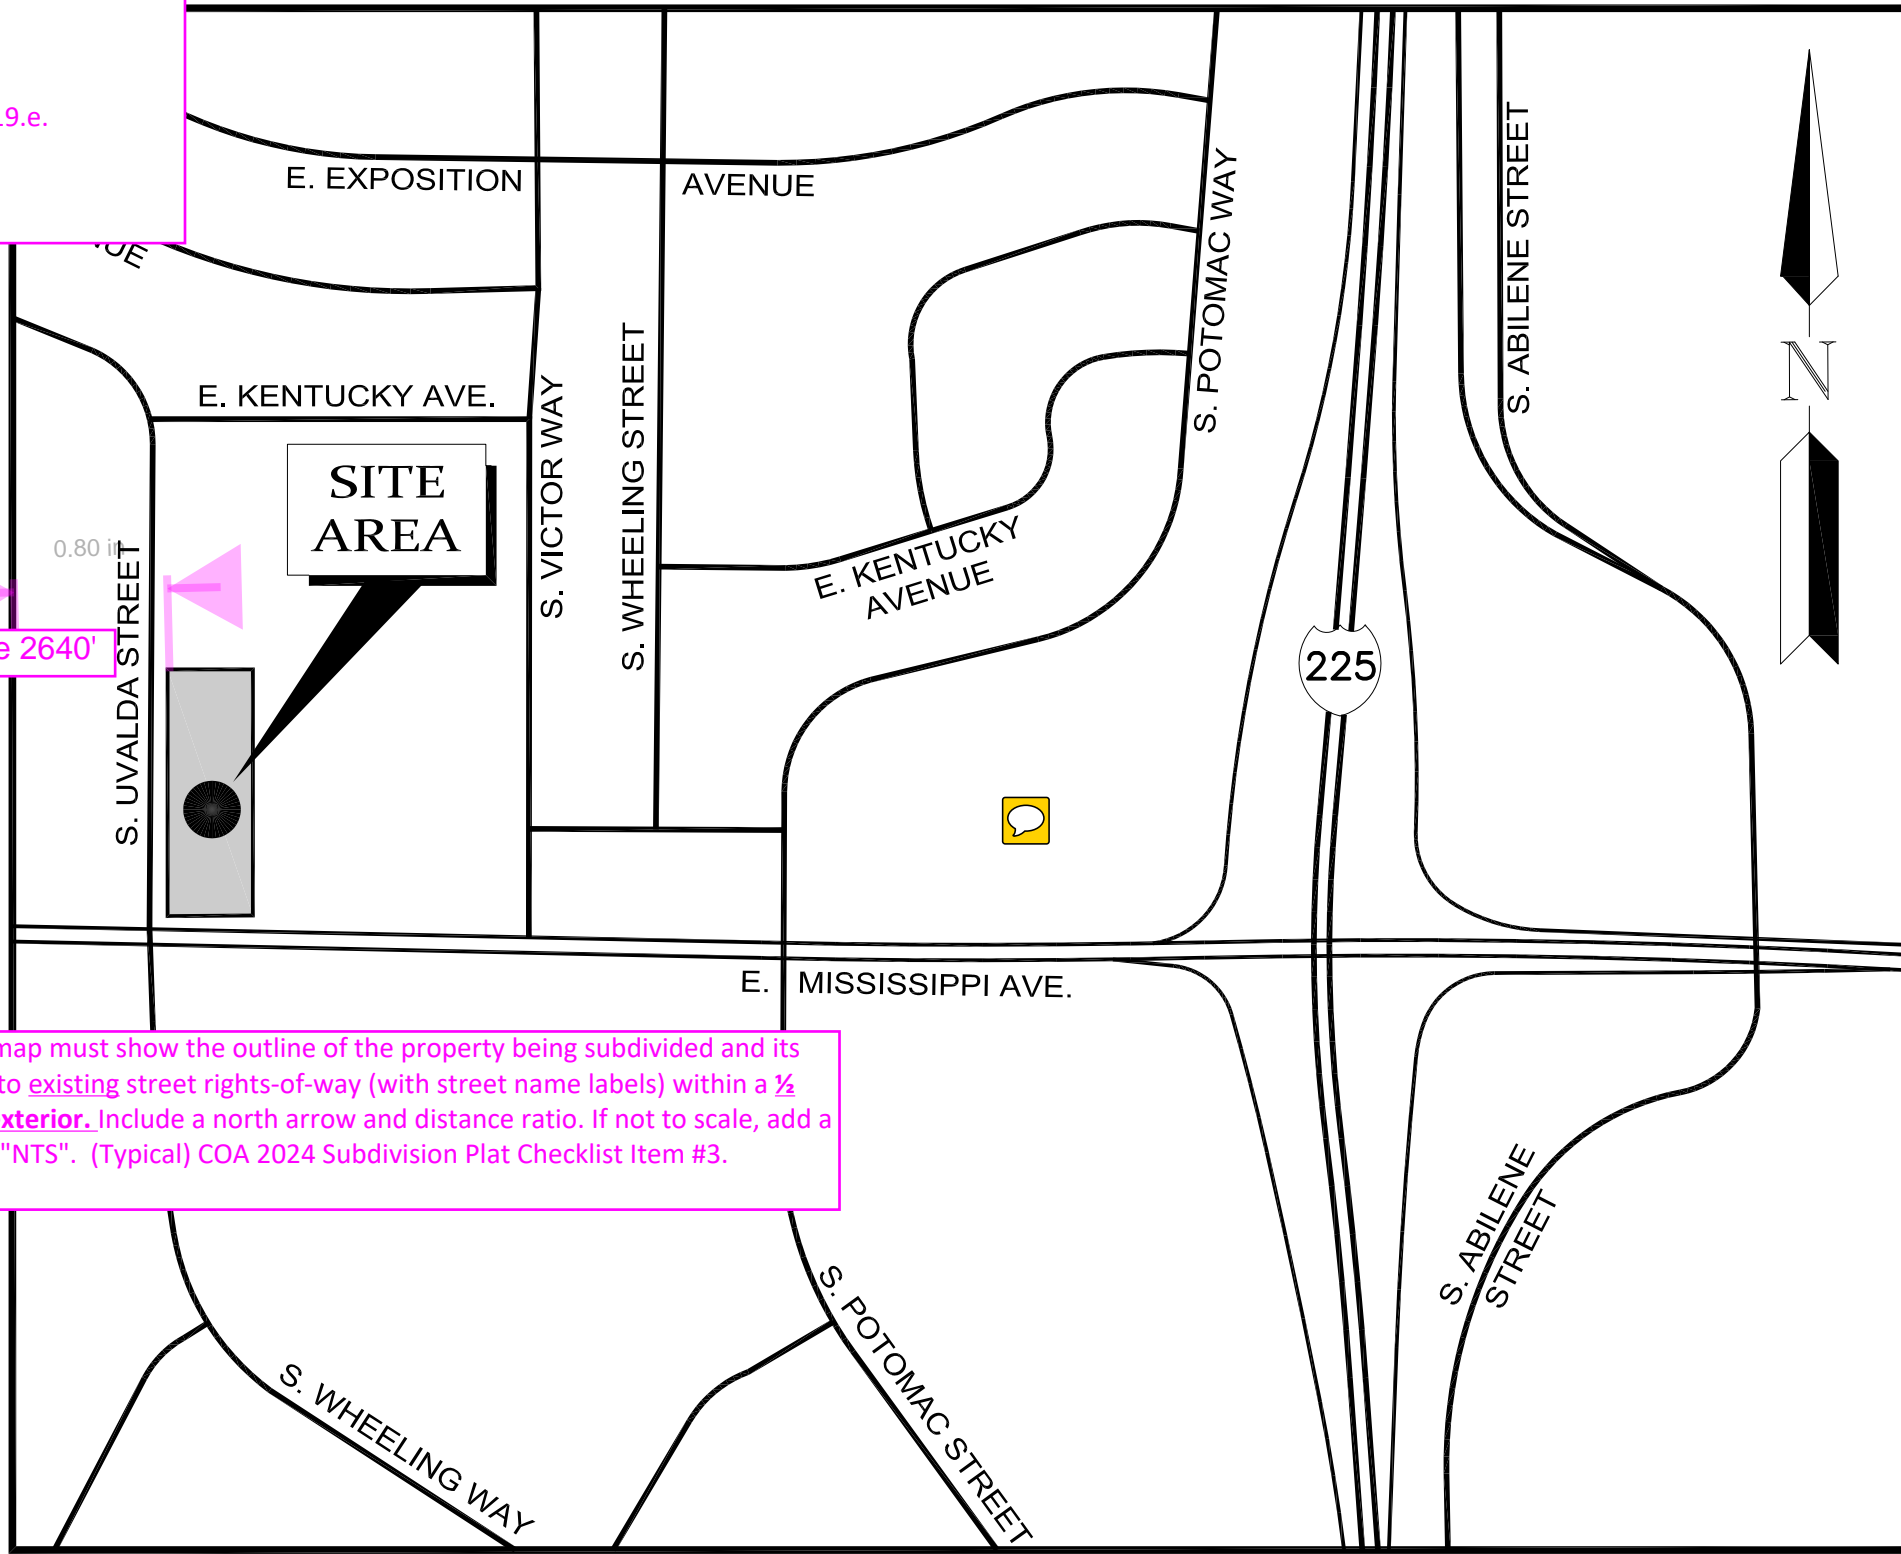 19.e.
E. EXPOSITION
AVENUE
S. POTOMAC WAY
S. ABILENE STREET
N
E. KENTUCKY AVE.
S. VICTOR WAY
S. WHEELING STREET
SITE
AREA
0.80 in
S. UVALDA STREET
E. KENTUCKY
AVENUE
2640'
225
E. MISSISSIPPI AVE.
map must show the outline of the property being subdivided and its
to existing street rights-of-way (with street name labels) within a ½
Include a north arrow and distance ratio. If not to scale, add a
"NTS". (Typical) COA 2024 Subdivision Plat Checklist Item #3.
S. ABILENE
STREET
S. WHEELING WAY
S. POTOMAC STREET